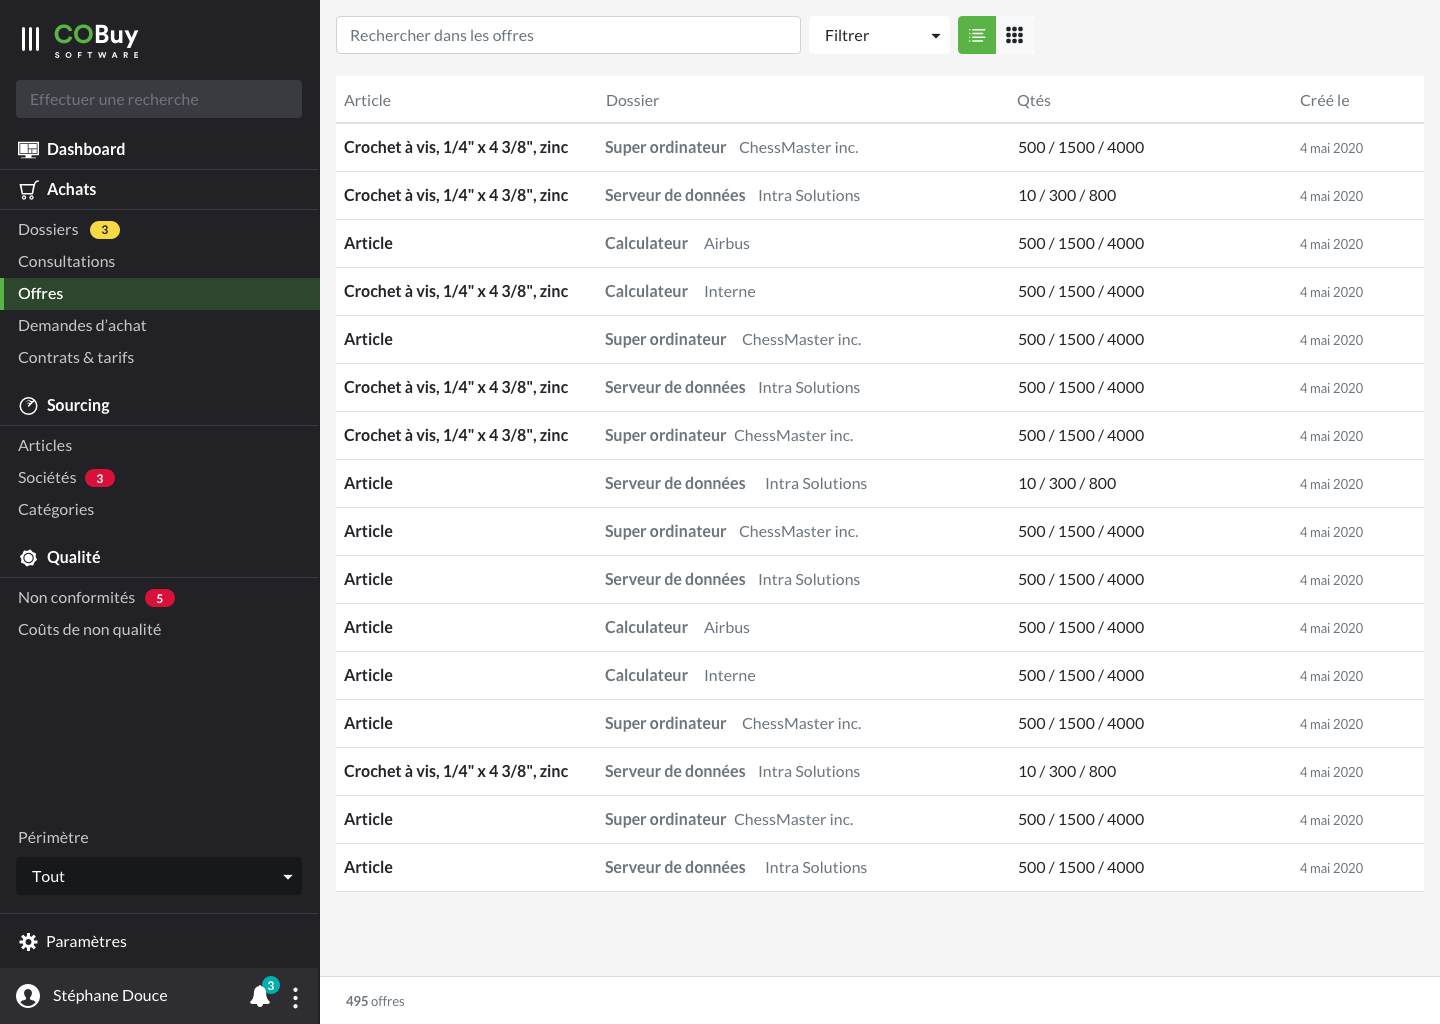 COBuy
SOFTWARE
Effectuer une recherche
Dashboard
Achats
Dossiers 3
Consultations
Offres
Demandes d’achat
Contrats & tarifs
Sourcing
Articles
Sociétés 3
Catégories
Qualité
Non conformités 5
Coûts de non qualité
Périmètre
Tout
Paramètres
Stéphane Douce 3
Rechercher dans les offres Filtrer
Article Dossier Qtés Créé le
Crochet à vis, 1/4" x 4 3/8", zinc Super ordinateur ChessMaster inc. 500 / 1500 / 4000 4 mai 2020
Crochet à vis, 1/4" x 4 3/8", zinc Serveur de données Intra Solutions 10 / 300 / 800 4 mai 2020
Article Calculateur Airbus 500 / 1500 / 4000 4 mai 2020
Crochet à vis, 1/4" x 4 3/8", zinc Calculateur Interne 500 / 1500 / 4000 4 mai 2020
Article Super ordinateur ChessMaster inc. 500 / 1500 / 4000 4 mai 2020
Crochet à vis, 1/4" x 4 3/8", zinc Serveur de données Intra Solutions 500 / 1500 / 4000 4 mai 2020
Crochet à vis, 1/4" x 4 3/8", zinc Super ordinateur ChessMaster inc. 500 / 1500 / 4000 4 mai 2020
Article Serveur de données Intra Solutions 10 / 300 / 800 4 mai 2020
Article Super ordinateur ChessMaster inc. 500 / 1500 / 4000 4 mai 2020
Article Serveur de données Intra Solutions 500 / 1500 / 4000 4 mai 2020
Article Calculateur Airbus 500 / 1500 / 4000 4 mai 2020
Article Calculateur Interne 500 / 1500 / 4000 4 mai 2020
Article Super ordinateur ChessMaster inc. 500 / 1500 / 4000 4 mai 2020
Crochet à vis, 1/4" x 4 3/8", zinc Serveur de données Intra Solutions 10 / 300 / 800 4 mai 2020
Article Super ordinateur ChessMaster inc. 500 / 1500 / 4000 4 mai 2020
Article Serveur de données Intra Solutions 500 / 1500 / 4000 4 mai 2020
495 offres